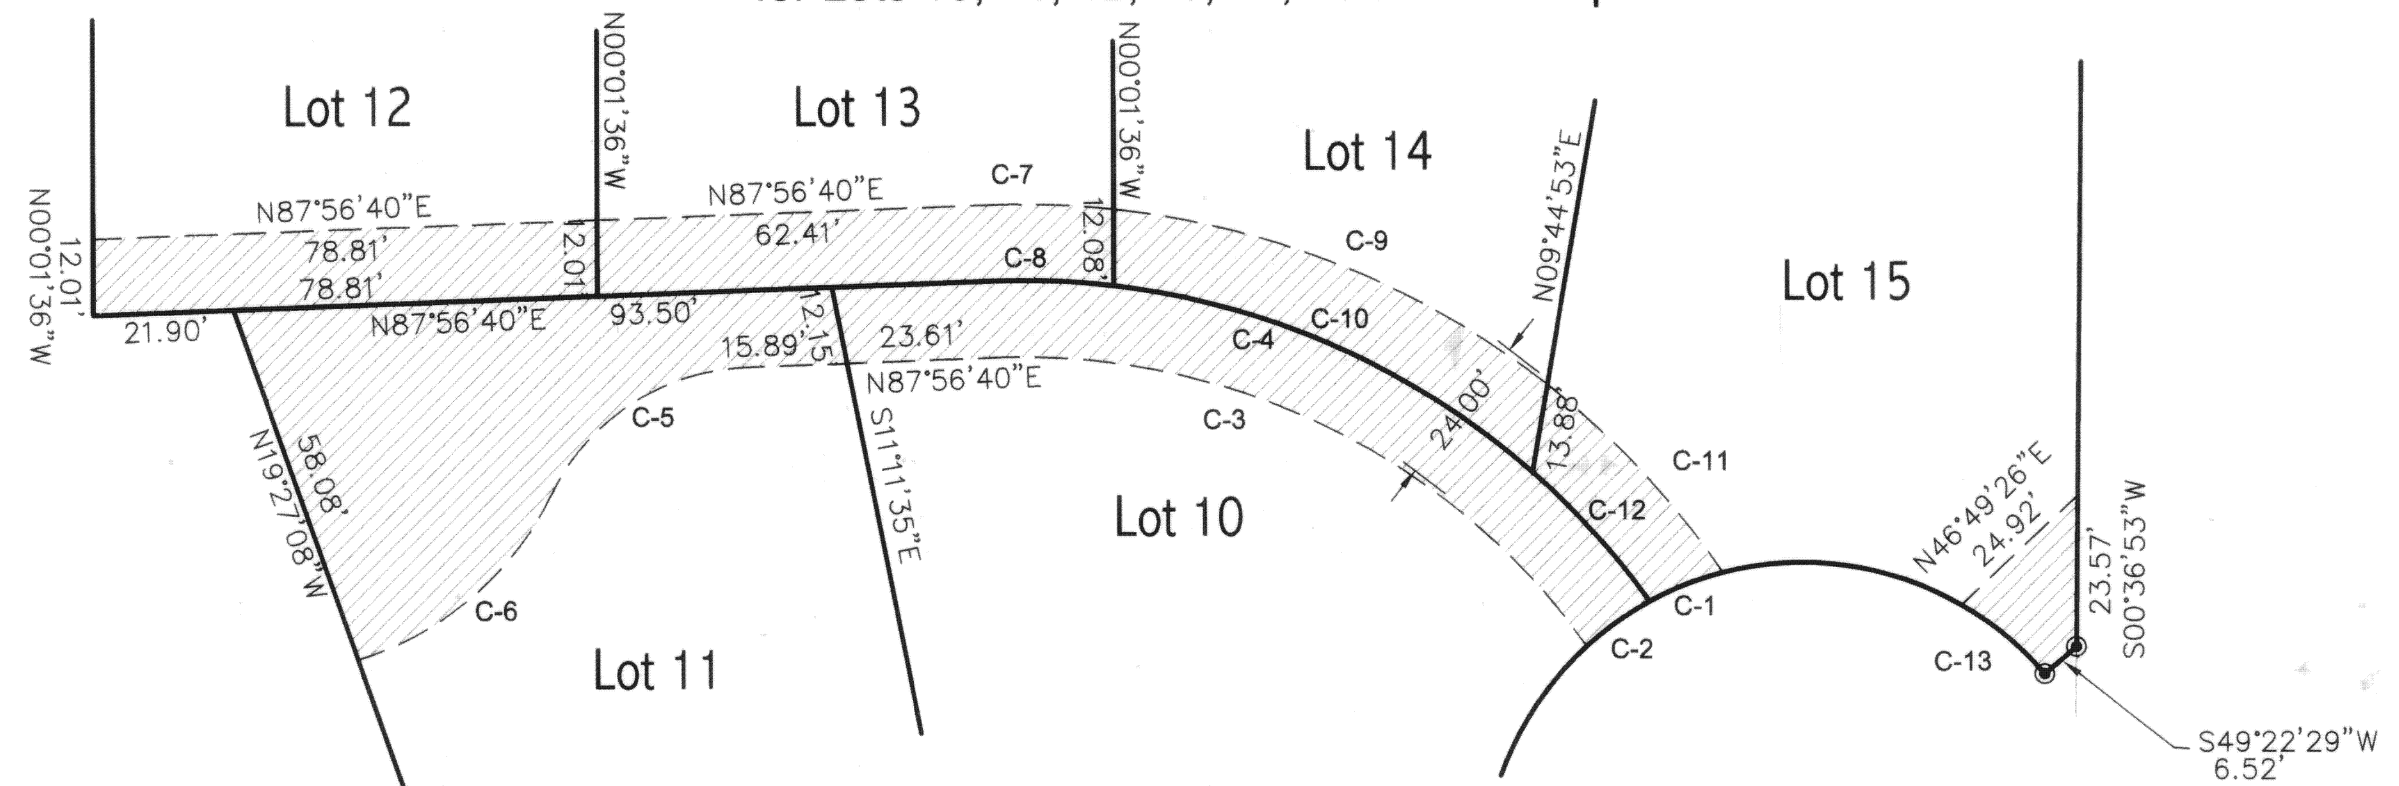 N00°01'36"W
N00°01'36"W
Lot 12
Lot 13
Lot 14
N09°44'53"E
C-7
N87°56'40"E
N87°56'40"E
62.41'
78.81'
12.01
12.08'
C-9
Lot 15
C-8
N00°01'36"W
12.01'
78.81'
21.90'
N87°56'40"E
93.50'
12.15
15.89'
23.61'
N87°56'40"E
C-10
C-4
C-3
24.00'
13.88'
C-5
S11°11'35"E
58.08'
N19°27'08"W
C-11
C-12
N46°49'26"E
24.92'
23.57'
S00°36'53"W
Lot 10
C-6
C-1
C-2
Lot 11
C-13
S49°22'29"W
6.52'